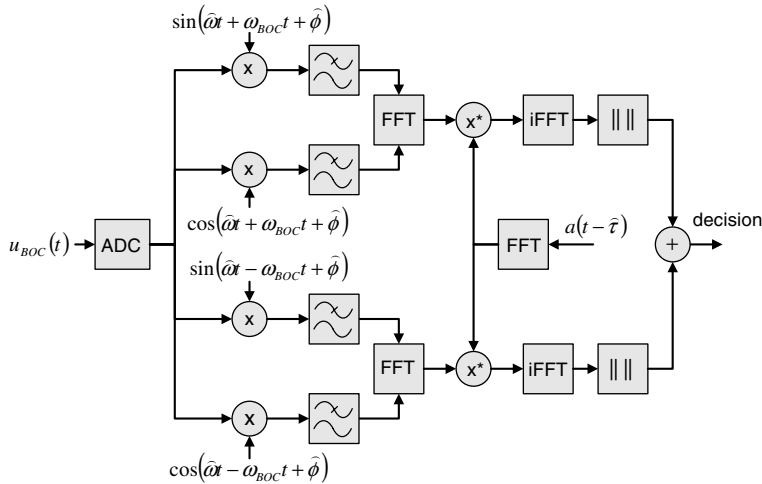 sin(ω̂t + ω_BOC t + φ̂)
x
FFT
x*
iFFT
|| ||
x
cos(ω̂t + ω_BOC t + φ̂)
u_BOC(t)
ADC
FFT
a(t − τ̂)
decision
+
sin(ω̂t − ω_BOC t + φ̂)
x
FFT
x*
iFFT
|| ||
x
cos(ω̂t − ω_BOC t + φ̂)